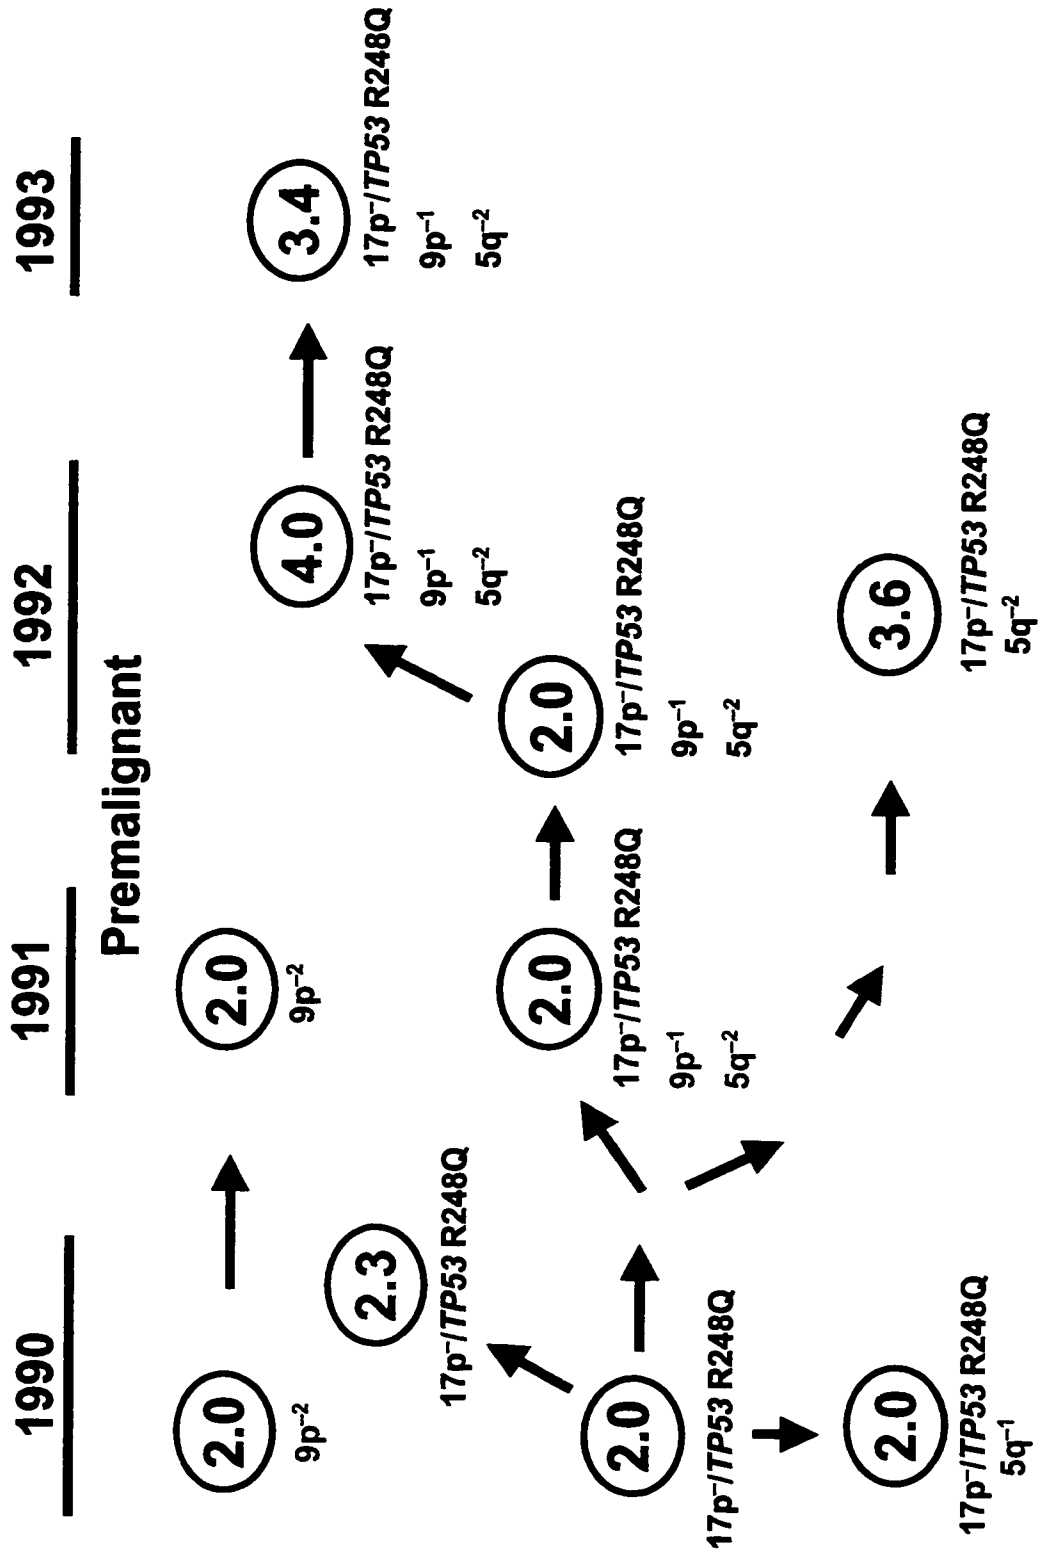 1990
1991
1992
1993
Premalignant
2.0
9p⁻²
2.0
9p⁻²
2.3
17p⁻/TP53 R248Q
2.0
17p⁻/TP53 R248Q
2.0
17p⁻/TP53 R248Q
5q⁻¹
2.0
17p⁻/TP53 R248Q
9p⁻¹
5q⁻²
2.0
17p⁻/TP53 R248Q
9p⁻¹
5q⁻²
4.0
17p⁻/TP53 R248Q
9p⁻¹
5q⁻²
3.4
17p⁻/TP53 R248Q
9p⁻¹
5q⁻²
3.6
17p⁻/TP53 R248Q
5q⁻²